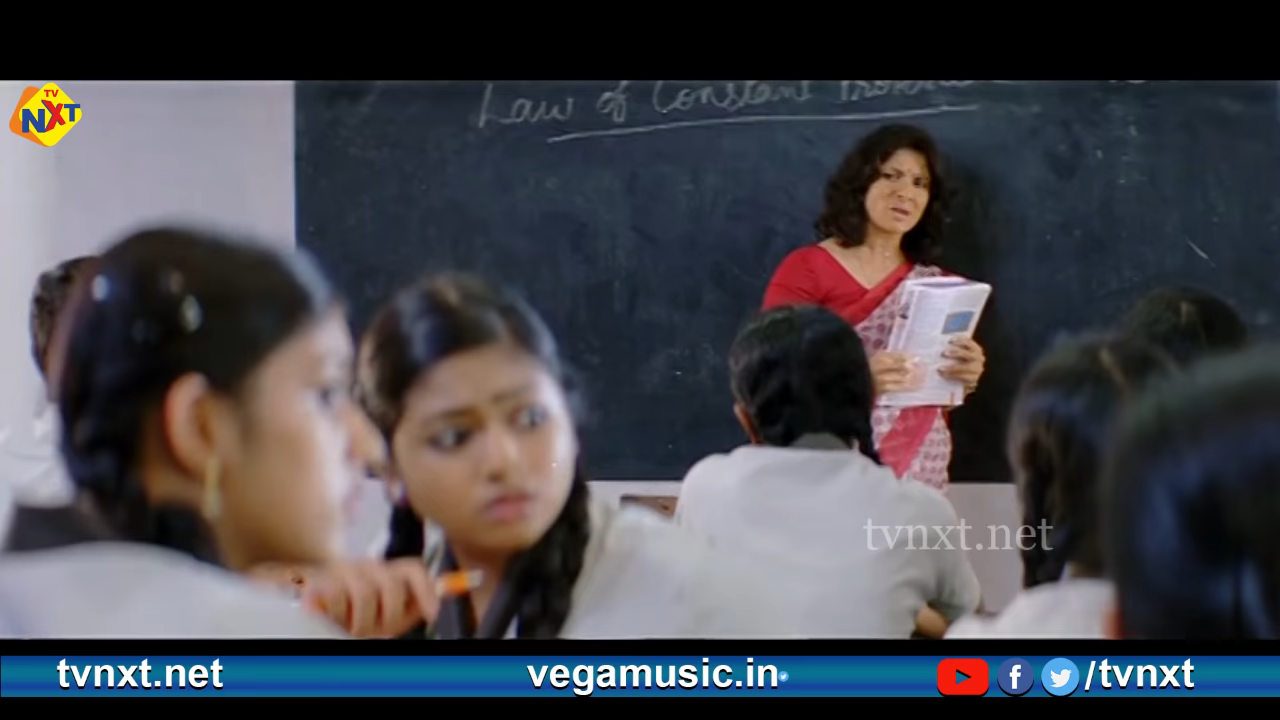 TV
NXT
Law of Constant
tvnxt.net
tvnxt.net
vegamusic.in
/tvnxt